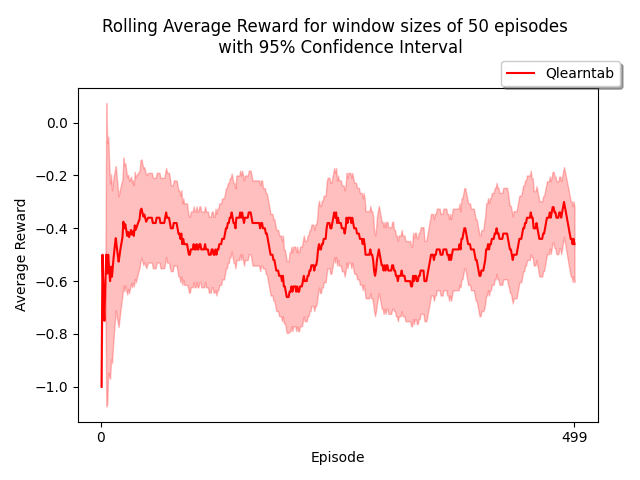 Rolling Average Reward for window sizes of 50 episodes
with 95% Confidence Interval
Qlearntab
0.0
−0.2
−0.4
−0.6
−0.8
−1.0
Average Reward
0
499
Episode